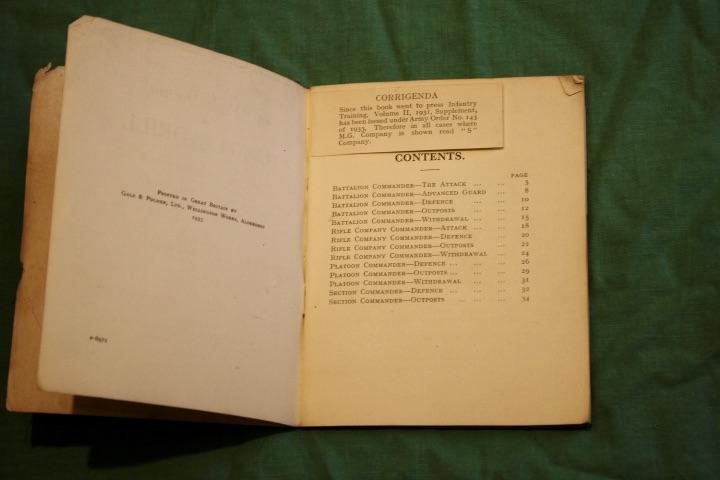 Printed in Great Britain by
Gale & Polden, Ltd., Wellington Works, Aldershot
1933
CORRIGENDA
Since this book went to press Infantry
Training, Volume II, 1931, Supplement,
has been issued under Army Order No. 145
of 1933. Therefore in all cases where
M.G. Company is shown read "S"
Company.
CONTENTS.
PAGE
Battalion Commander—The Attack ... ... 5
Battalion Commander—Advanced Guard ... 8
Battalion Commander—Defence ... ... 10
Battalion Commander—Outposts ... ... 12
Battalion Commander—Withdrawal ... ... 15
Rifle Company Commander—Attack ... ... 18
Rifle Company Commander—Defence ... 20
Rifle Company Commander—Outposts ... 22
Rifle Company Commander—Withdrawal ... 24
Platoon Commander—Defence ... ... ... 26
Platoon Commander—Outposts ... ... ... 29
Platoon Commander—Withdrawal ... ... 31
Section Commander—Defence ... ... ... 32
Section Commander—Outposts ... ... ... 34